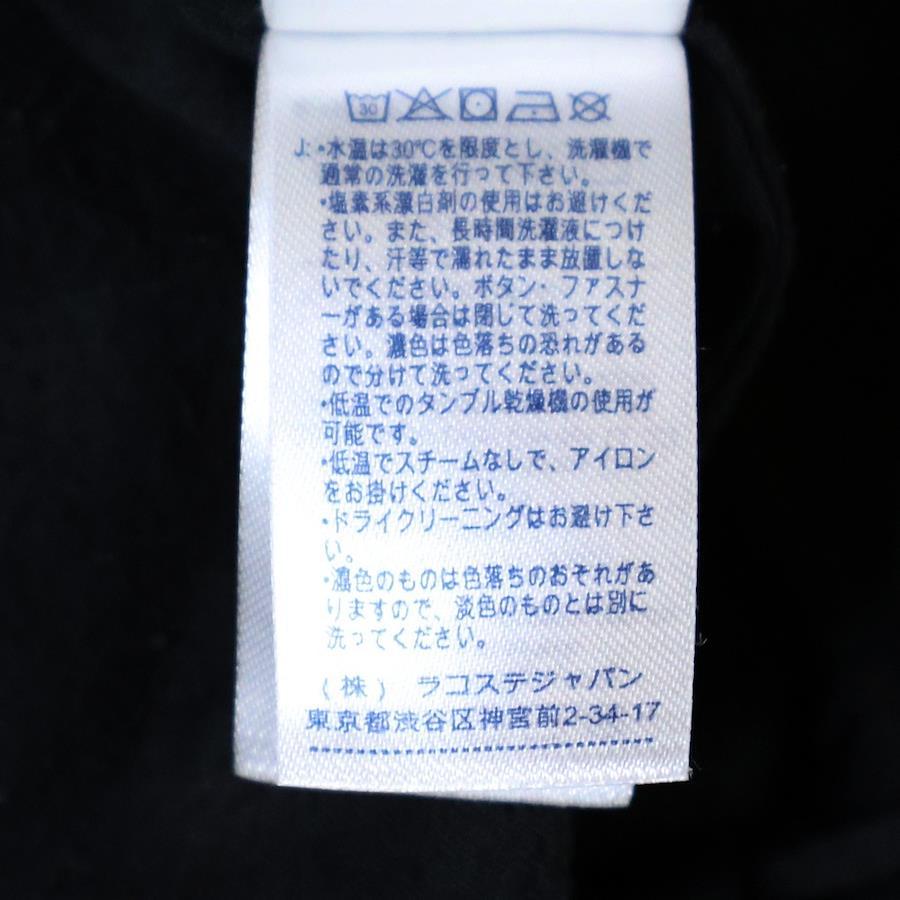 30
J:・水温は30℃を限度とし、洗濯機で
通常の洗濯を行って下さい。
・塩素系漂白剤の使用はお避けくだ
さい。また、長時間洗濯液につけ
たり、汗等で濡れたまま放置しな
いでください。ボタン・ファスナ
ーがある場合は閉じて洗ってくだ
さい。濃色は色落ちの恐れがある
ので分けて洗ってください。
・低温でのタンブル乾燥機の使用が
可能です。
・低温でスチームなしで、アイロン
をお掛けください。
・ドライクリーニングはお避け下さ
い。
・濃色のものは色落ちのおそれがあ
りますので、淡色のものとは別に
洗ってください。
(株) ラコステジャパン
東京都渋谷区神宮前2-34-17